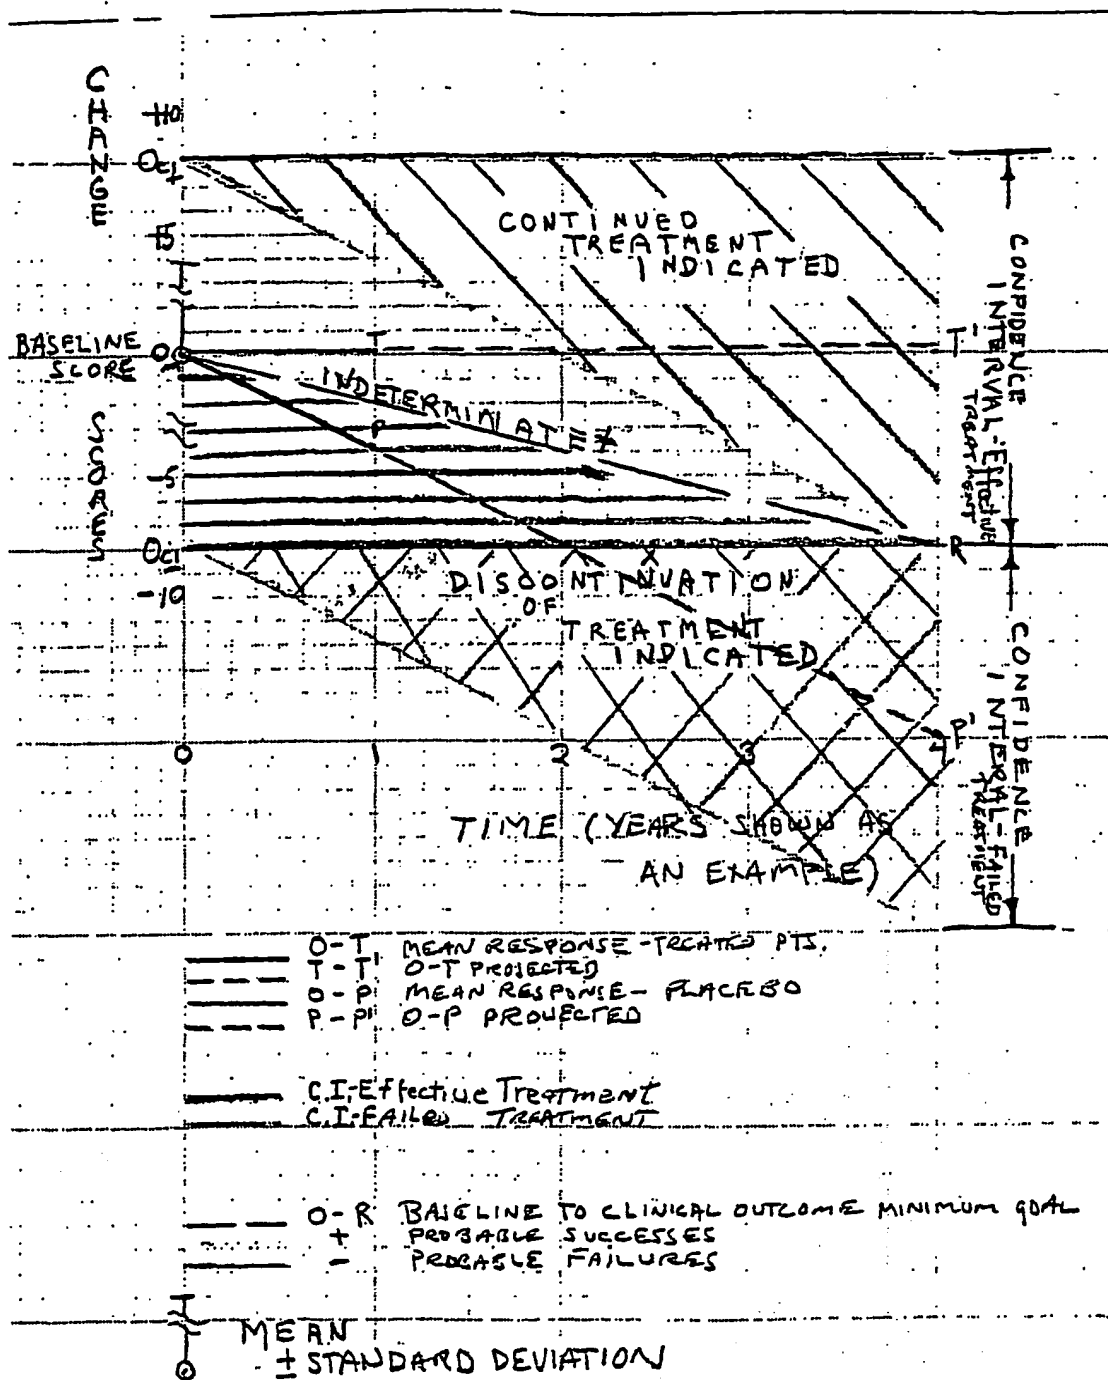 CHANGE
+10
OCI+
+5
CONTINUED
TREATMENT
INDICATED
BASELINE
SCORE
O
T
T'
INDETERMINATE
+
P
SCORES
-5
OCI-
-10
R
DISCONTINUATION
OF
TREATMENT
INDICATED
P'
0 1 2 3
TIME (YEARS SHOWN AS
AN EXAMPLE)
CONFIDENCE
INTERVAL-Effective
TREATMENT
CONFIDENCE
INTERVAL-FAILED
TREATMENT
O-T MEAN RESPONSE-TREATED PTS.
T-T' O-T PROJECTED
O-P MEAN RESPONSE- PLACEBO
P-P' O-P PROJECTED
C.I-Effective Treatment
C.I-FAILED TREATMENT
O-R BASELINE TO CLINICAL OUTCOME MINIMUM GOAL
+ PROBABLE SUCCESSES
- PROBABLE FAILURES
MEAN
± STANDARD DEVIATION